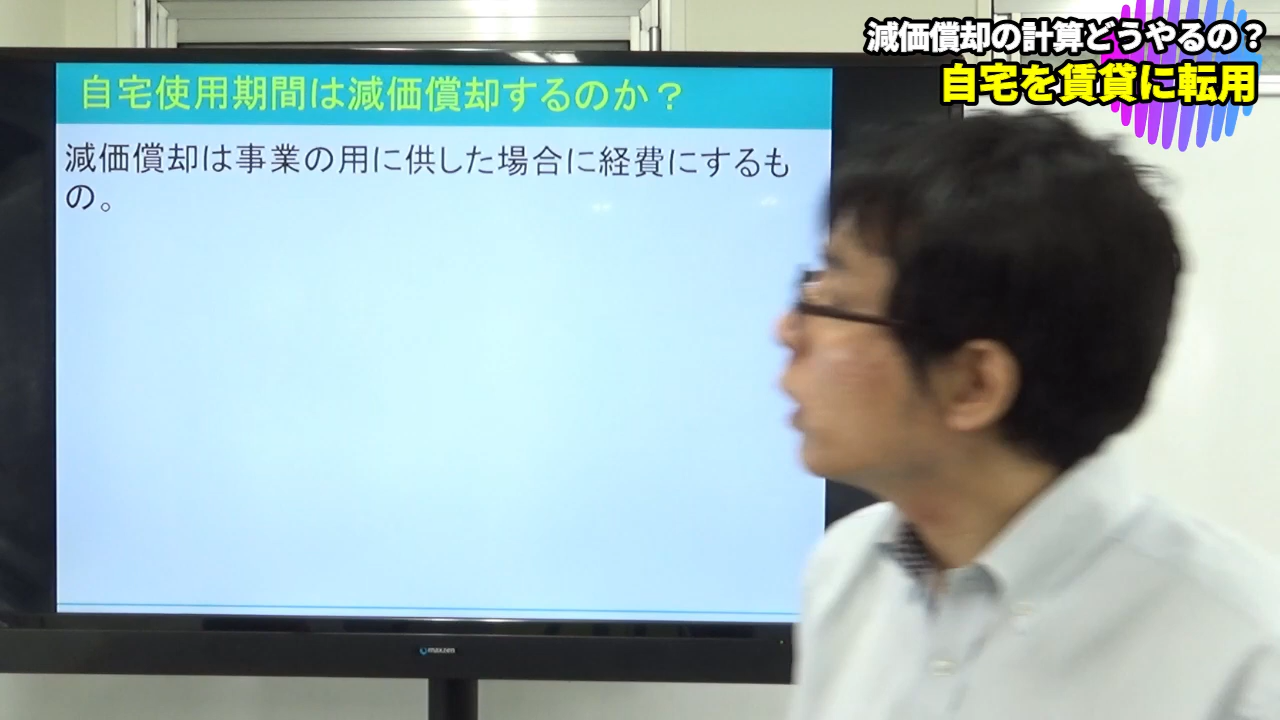 減価償却の計算どうやるの？
自宅を賃貸に転用
自宅使用期間は減価償却するのか？
減価償却は事業の用に供した場合に経費にするも
の。
maxzen